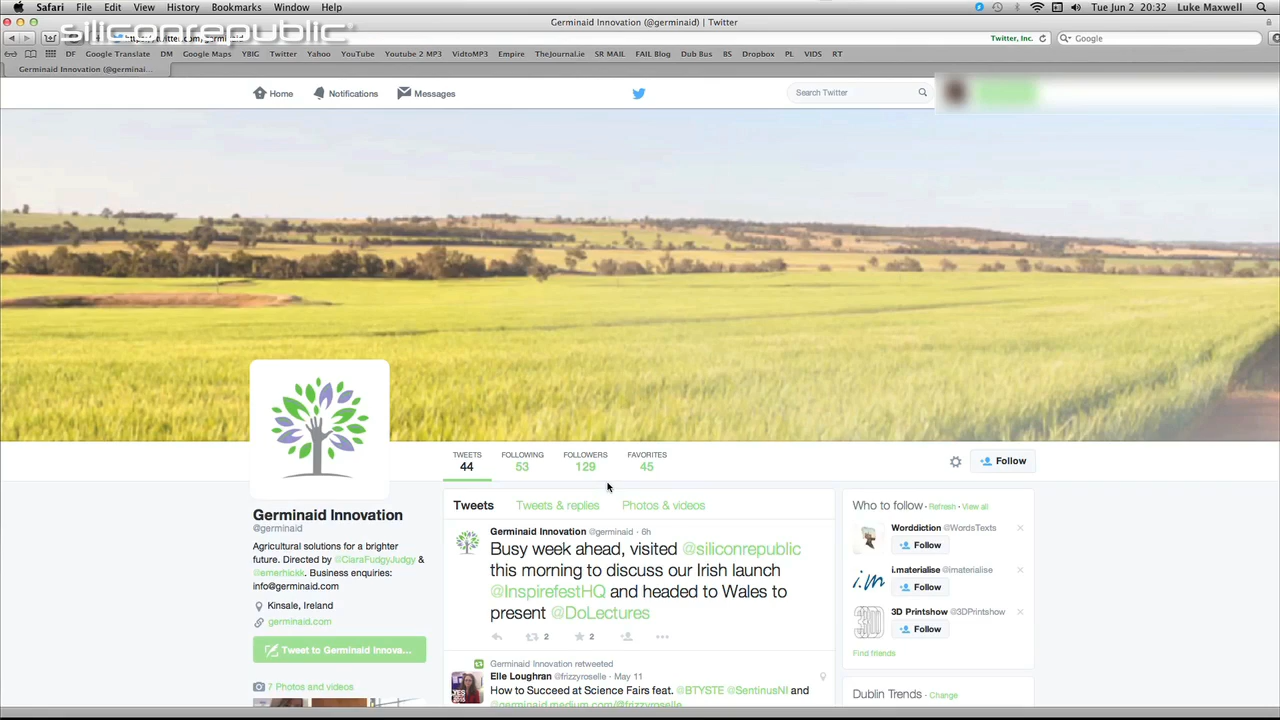 Safari File Edit View History Bookmarks Window Help Tue Jun 2 20:32 Luke Maxwell
siliconrepublic
Germinaid Innovation (@germinaid) | Twitter
Twitter, Inc. Google
DF Google Translate DM Google Maps YBIG Twitter Yahoo YouTube Youtube 2 MP3 VidtoMP3 Empire TheJournal.ie SR MAIL FAIL Blog Dub Bus BS Dropbox PL VIDS RT
Germinaid Innovation (@germinai...
Home Notifications Messages Search Twitter
TWEETS FOLLOWING FOLLOWERS FAVORITES
44 53 129 45
Follow
Germinaid Innovation
@germinaid
Agricultural solutions for a brighter
future. Directed by @CiaraFudgyJudgy &
@emerhickk. Business enquiries:
info@germinaid.com
Kinsale, Ireland
germinaid.com
Tweet to Germinaid Innova...
7 Photos and videos
Tweets Tweets & replies Photos & videos
Germinaid Innovation @germinaid · 6h
Busy week ahead, visited @siliconrepublic
this morning to discuss our Irish launch
@InspirefestHQ and headed to Wales to
present @DoLectures
2 2
Germinaid Innovation retweeted
Elle Loughran @frizzyroselle · May 11
How to Succeed at Science Fairs feat. @BTYSTE @SentinusNI and
@germinaid medium.com/@frizzyroselle
Who to follow · Refresh · View all
Worddiction @WordsTexts
Follow
i.materialise @imaterialise
Follow
3D Printshow @3DPrintshow
Follow
Find friends
Dublin Trends · Change